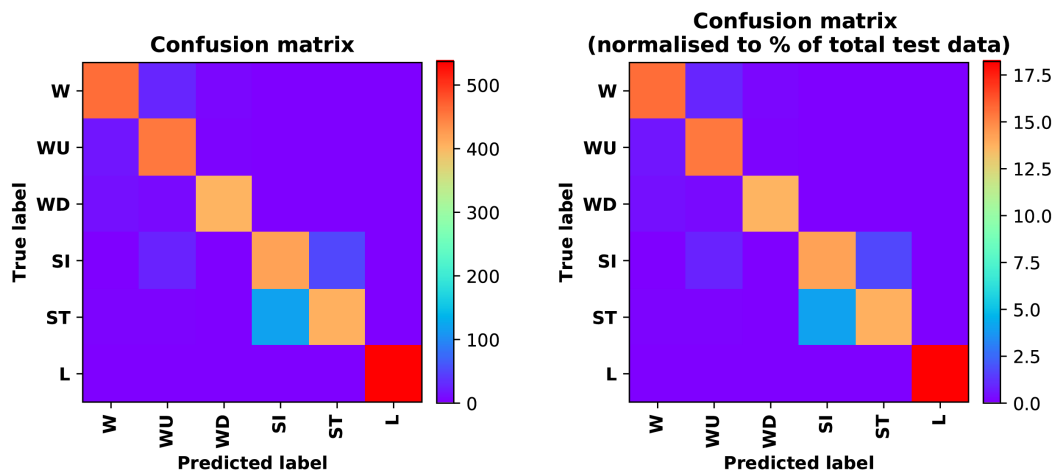 Confusion matrix
W
WU
WD
SI
ST
L
True label
W
WU
WD
SI
ST
L
Predicted label
500
400
300
200
100
0
Confusion matrix
(normalised to % of total test data)
W
WU
WD
SI
ST
L
True label
W
WU
WD
SI
ST
L
Predicted label
17.5
15.0
12.5
10.0
7.5
5.0
2.5
0.0